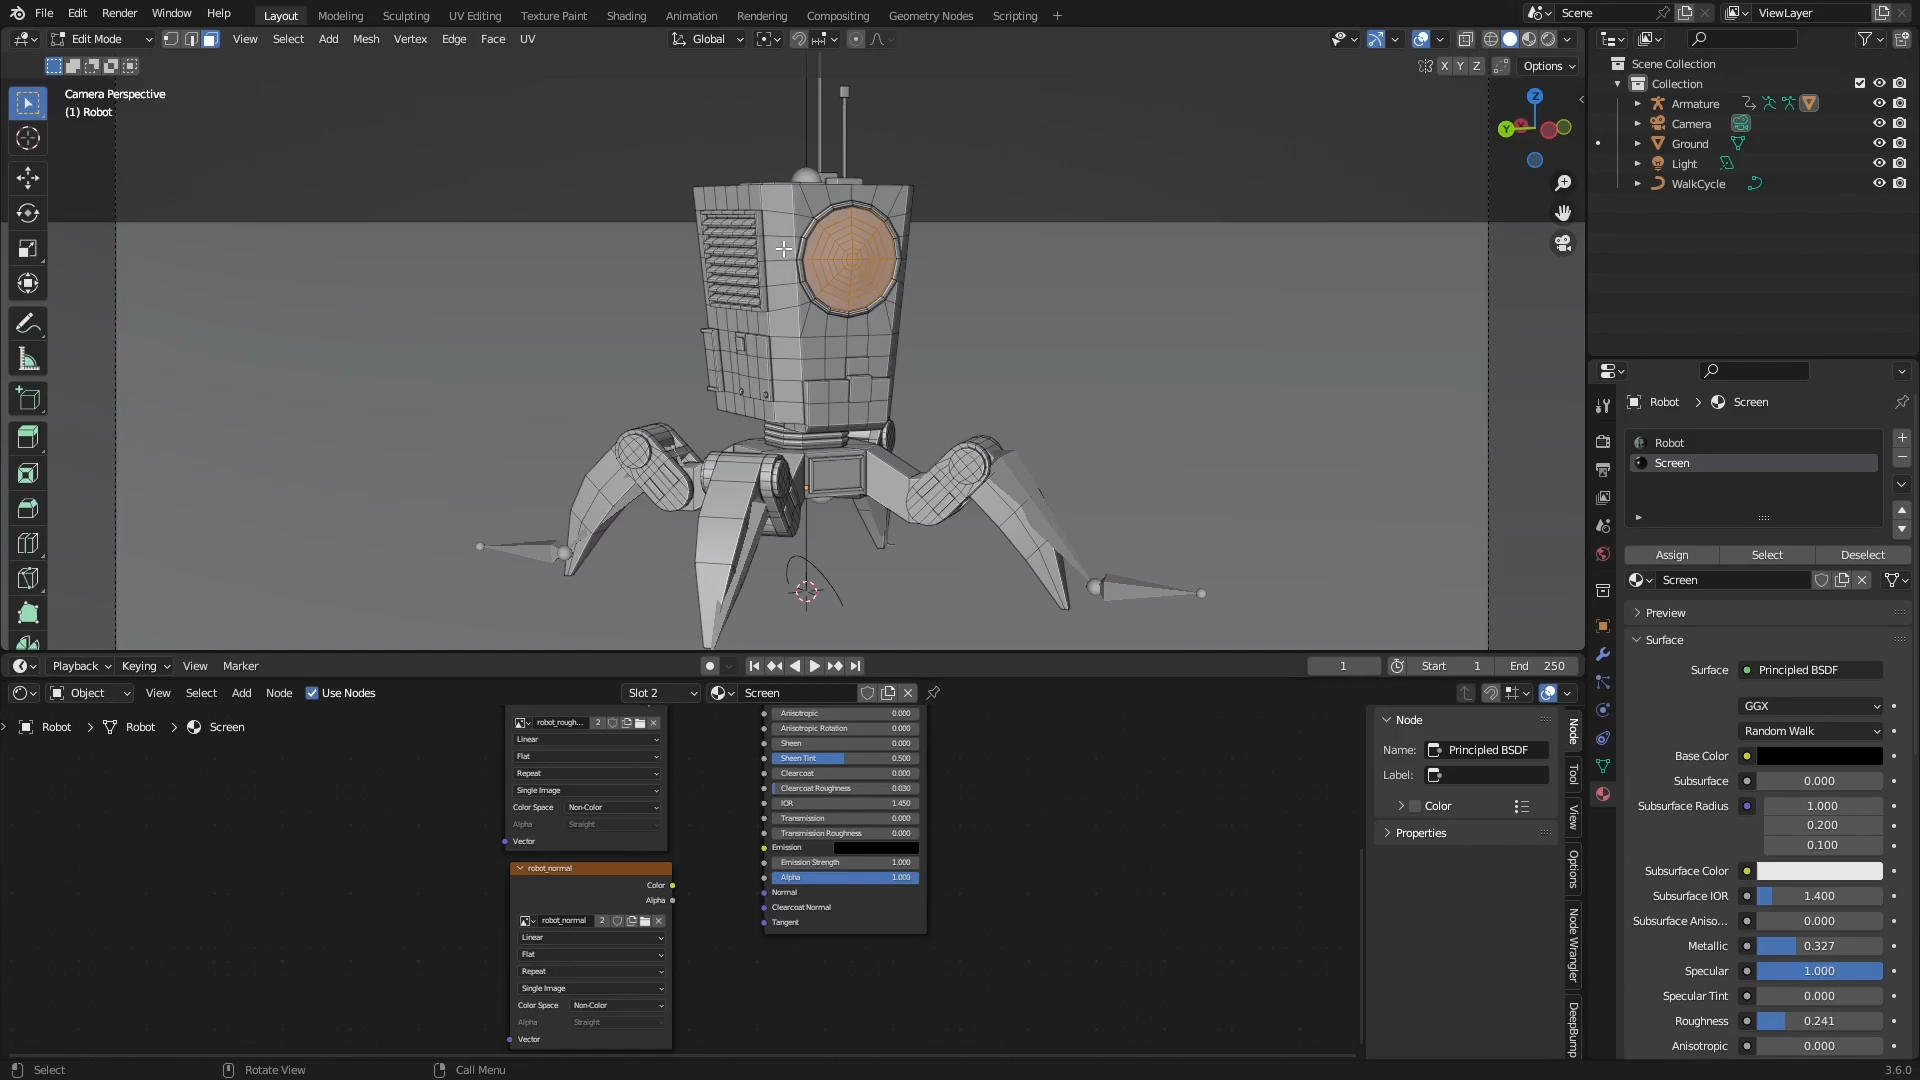 File Edit Render Window Help Layout Modeling Sculpting UV Editing Texture Paint Shading Animation Rendering Compositing Geometry Nodes Scripting + Scene ViewLayer
Edit Mode View Select Add Mesh Vertex Edge Face UV Global
X Y Z Options
Camera Perspective
(1) Robot
Z
Y
Scene Collection
Collection
Armature
Camera
Ground
Light
WalkCycle
Robot > Screen
Robot
Screen
Assign Select Deselect
Screen
Preview
Surface
Surface Principled BSDF
GGX
Random Walk
Base Color
Subsurface 0.000
Subsurface Radius 1.000
0.200
0.100
Subsurface Color
Subsurface IOR 1.400
Subsurface Aniso... 0.000
Metallic 0.327
Specular 1.000
Specular Tint 0.000
Roughness 0.241
Anisotropic 0.000
Playback Keying View Marker 1 Start 1 End 250
Object View Select Add Node Use Nodes Slot 2 Screen
Robot > Robot > Screen
robot_rough... 2
Linear
Flat
Repeat
Single Image
Color Space Non-Color
Alpha Straight
Vector
robot_normal
Color
Alpha
robot_normal 2
Linear
Flat
Repeat
Single Image
Color Space Non-Color
Alpha Straight
Vector
Anisotropic 0.000
Anisotropic Rotation 0.000
Sheen 0.000
Sheen Tint 0.500
Clearcoat 0.000
Clearcoat Roughness 0.030
IOR 1.450
Transmission 0.000
Transmission Roughness 0.000
Emission
Emission Strength 1.000
Alpha 1.000
Normal
Clearcoat Normal
Tangent
Node
Name: Principled BSDF
Label:
Color
Properties
Node
Tool
View
Options
Node Wrangler
DeepBump
Select Rotate View Call Menu 3.6.0